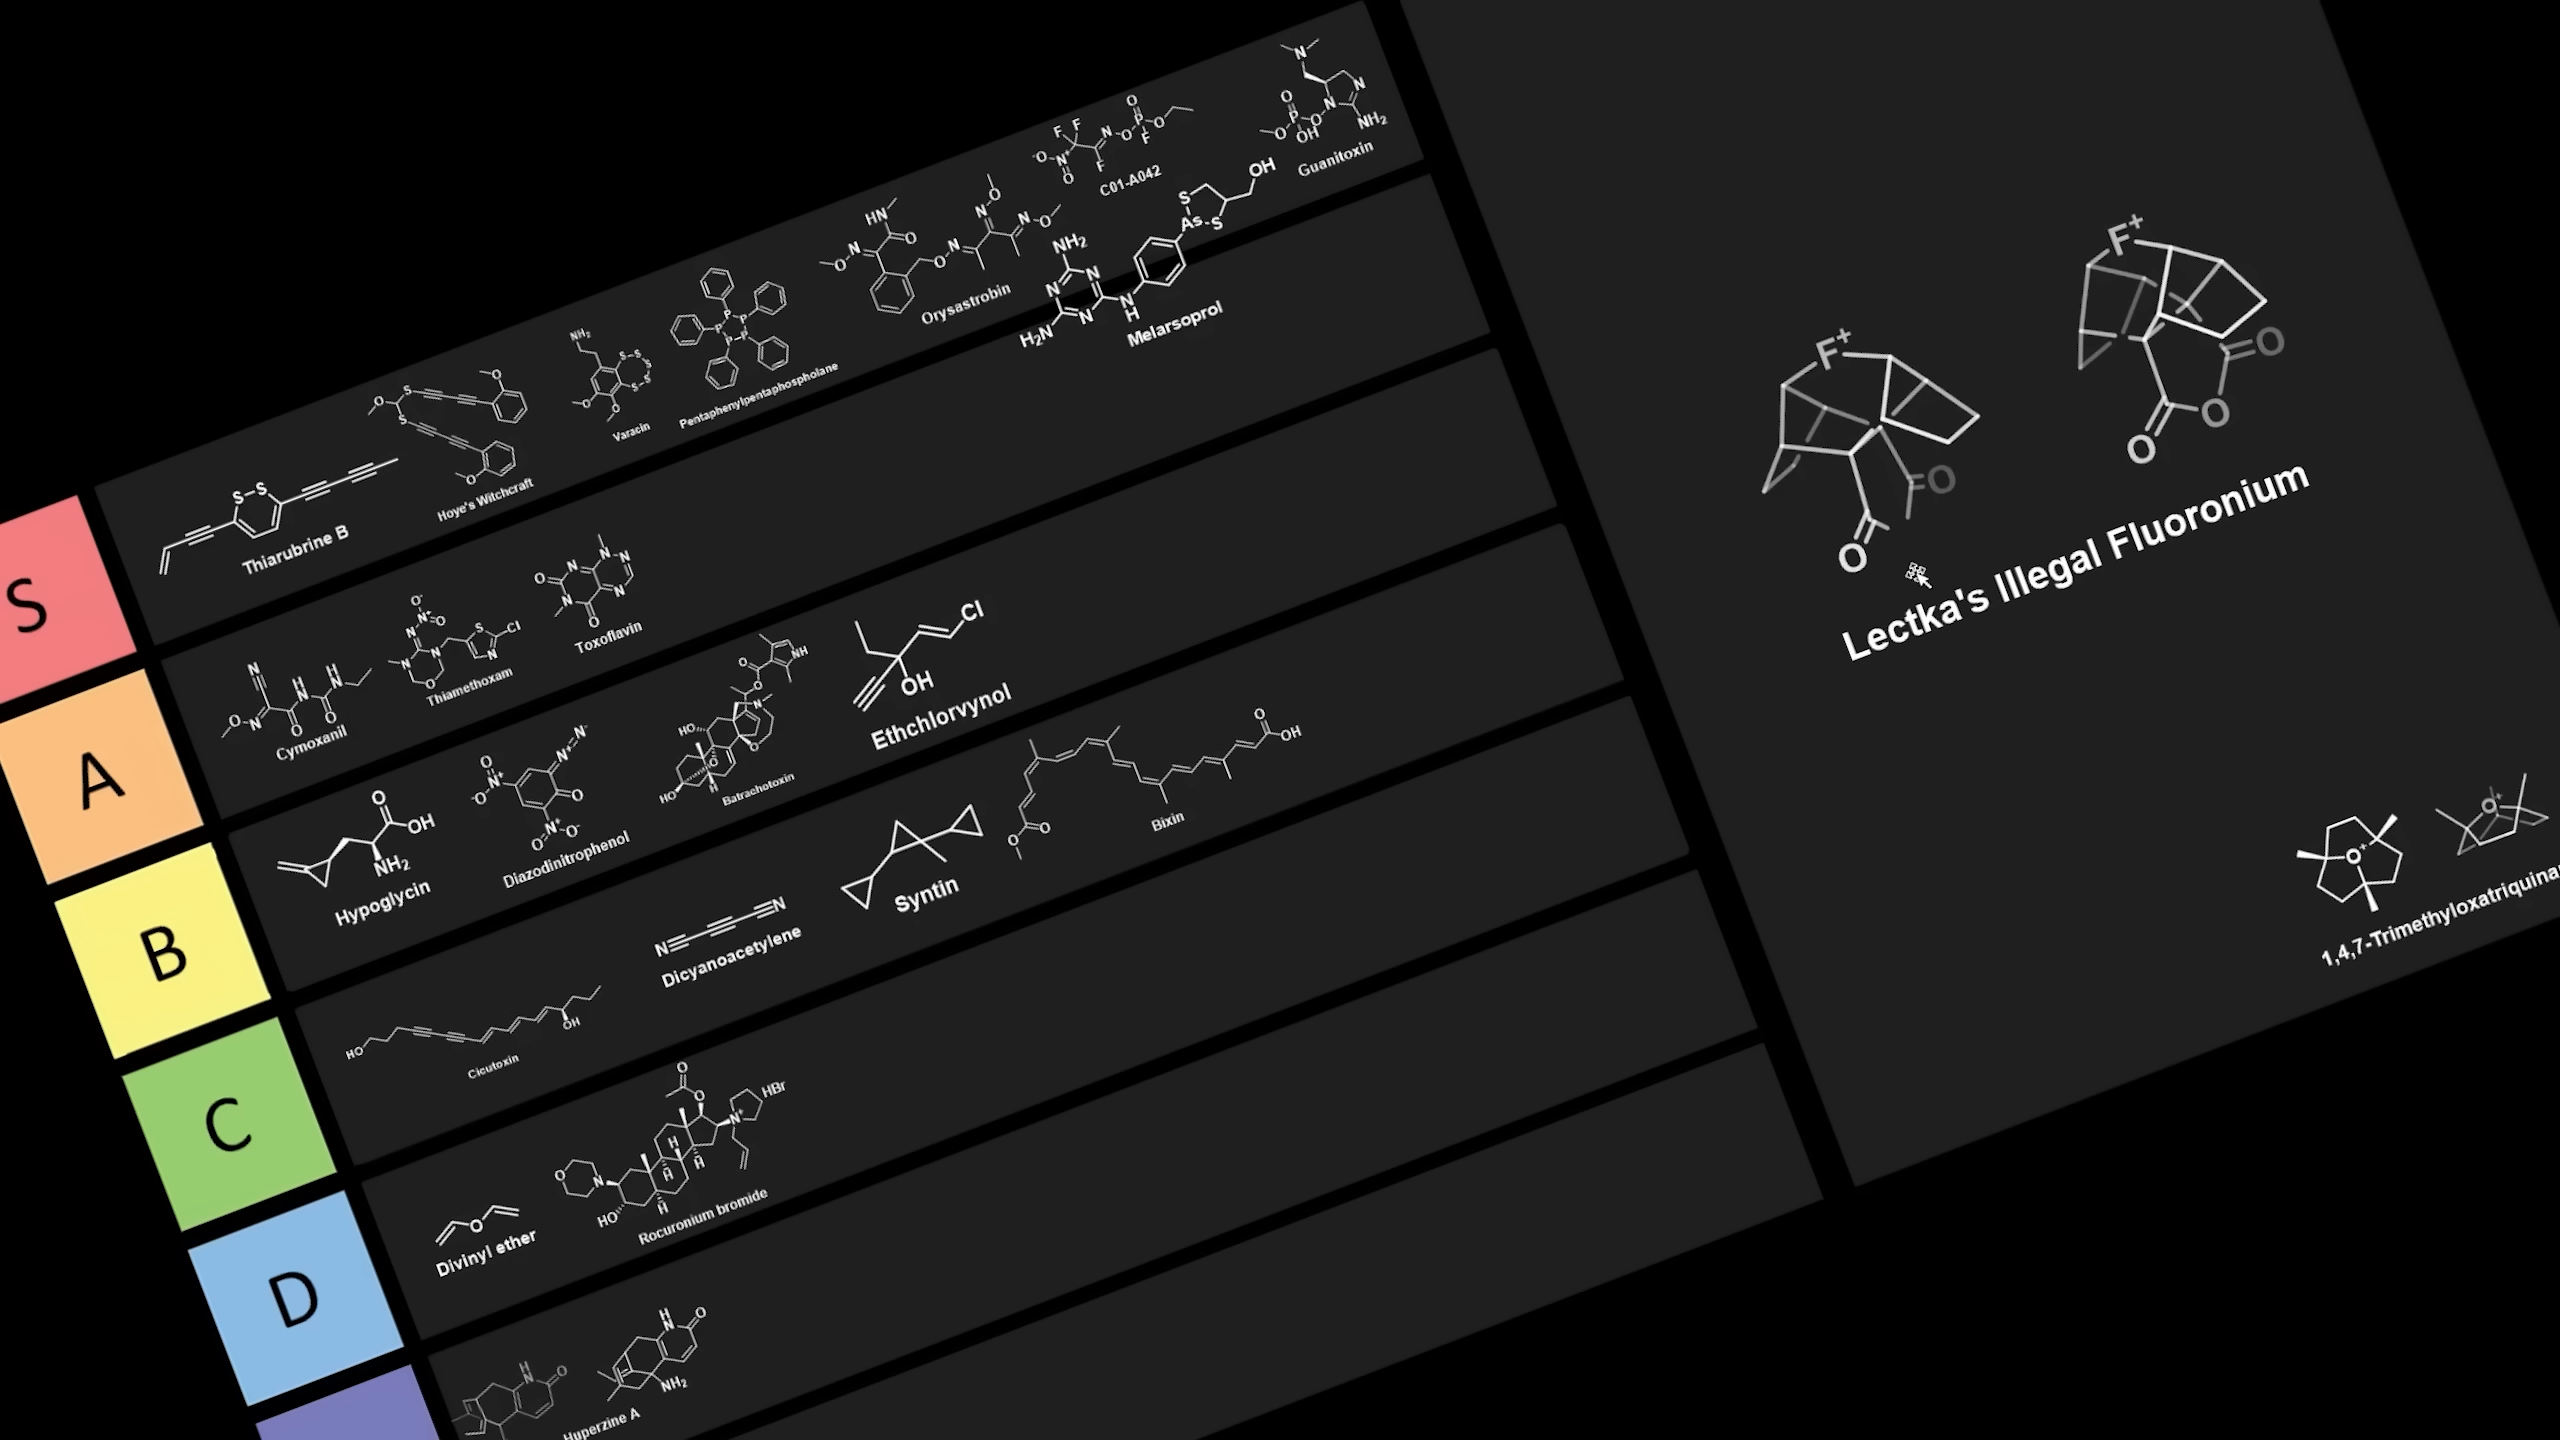 S
Thiarubrine B
Hoye's Witchcraft
Varacin
Pentaphenylpentaphospholane
Orysastrobin
C01-A042
Guanitoxin
A
Cymoxanil
Thiamethoxam
Toxoflavin
Melarsoprol
B
Hypoglycin
Diazodinitrophenol
Batrachotoxin
Ethchlorvynol
C
Cicutoxin
Dicyanoacetylene
Syntin
Bixin
D
Divinyl ether
Rocuronium bromide
Huperzine A
Lectka's Illegal Fluoronium
1,4,7-Trimethyloxatriquina